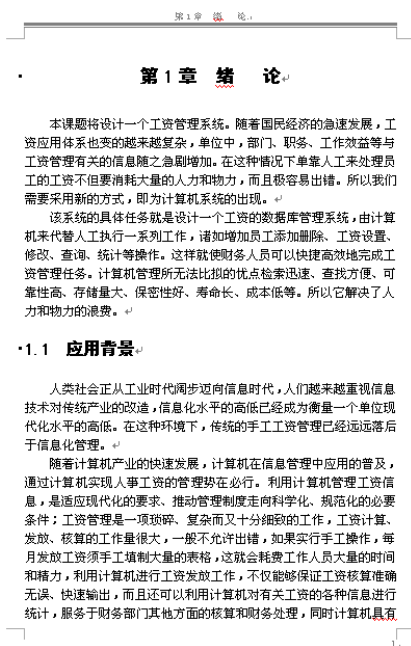 第 1 章　绪　论
第 1 章　绪　论
本课题将设计一个工资管理系统。随着国民经济的急速发展，工
资应用体系也变的越来越复杂，单位中，部门、职务、工作效益等与
工资管理有关的信息随之急剧增加。在这种情况下单靠人工来处理员
工的工资不但要消耗大量的人力和物力，而且极容易出错。所以我们
需要采用新的方式，即为计算机系统的出现。
该系统的具体任务就是设计一个工资的数据库管理系统，由计算
机来代替人工执行一系列工作，诸如增加员工添加删除、工资设置、
修改、查询、统计等操作。这样就使财务人员可以快捷高效地完成工
资管理任务。计算机管理所无法比拟的优点检索迅速、查找方便、可
靠性高、存储量大、保密性好、寿命长、成本低等。所以它解决了人
力和物力的浪费。
1.1　应用背景
人类社会正从工业时代阔步迈向信息时代，人们越来越重视信息
技术对传统产业的改造，信息化水平的高低已经成为衡量一个单位现
代化水平的高低。在这种环境下，传统的手工工资管理已经远远落后
于信息化管理。
随着计算机产业的快速发展，计算机在信息管理中应用的普及，
通过计算机实现人事工资的管理势在必行。利用计算机管理工资信
息，是适应现代化的要求、推动管理制度走向科学化、规范化的必要
条件；工资管理是一项琐碎、复杂而又十分细致的工作，工资计算、
发放、核算的工作量很大，一般不允许出错，如果实行手工操作，每
月发放工资须手工填制大量的表格，这就会耗费工作人员大量的时间
和精力，利用计算机进行工资发放工作，不仅能够保证工资核算准确
无误、快速输出，而且还可以利用计算机对有关工资的各种信息进行
统计，服务于财务部门其他方面的核算和财务处理，同时计算机具有
1